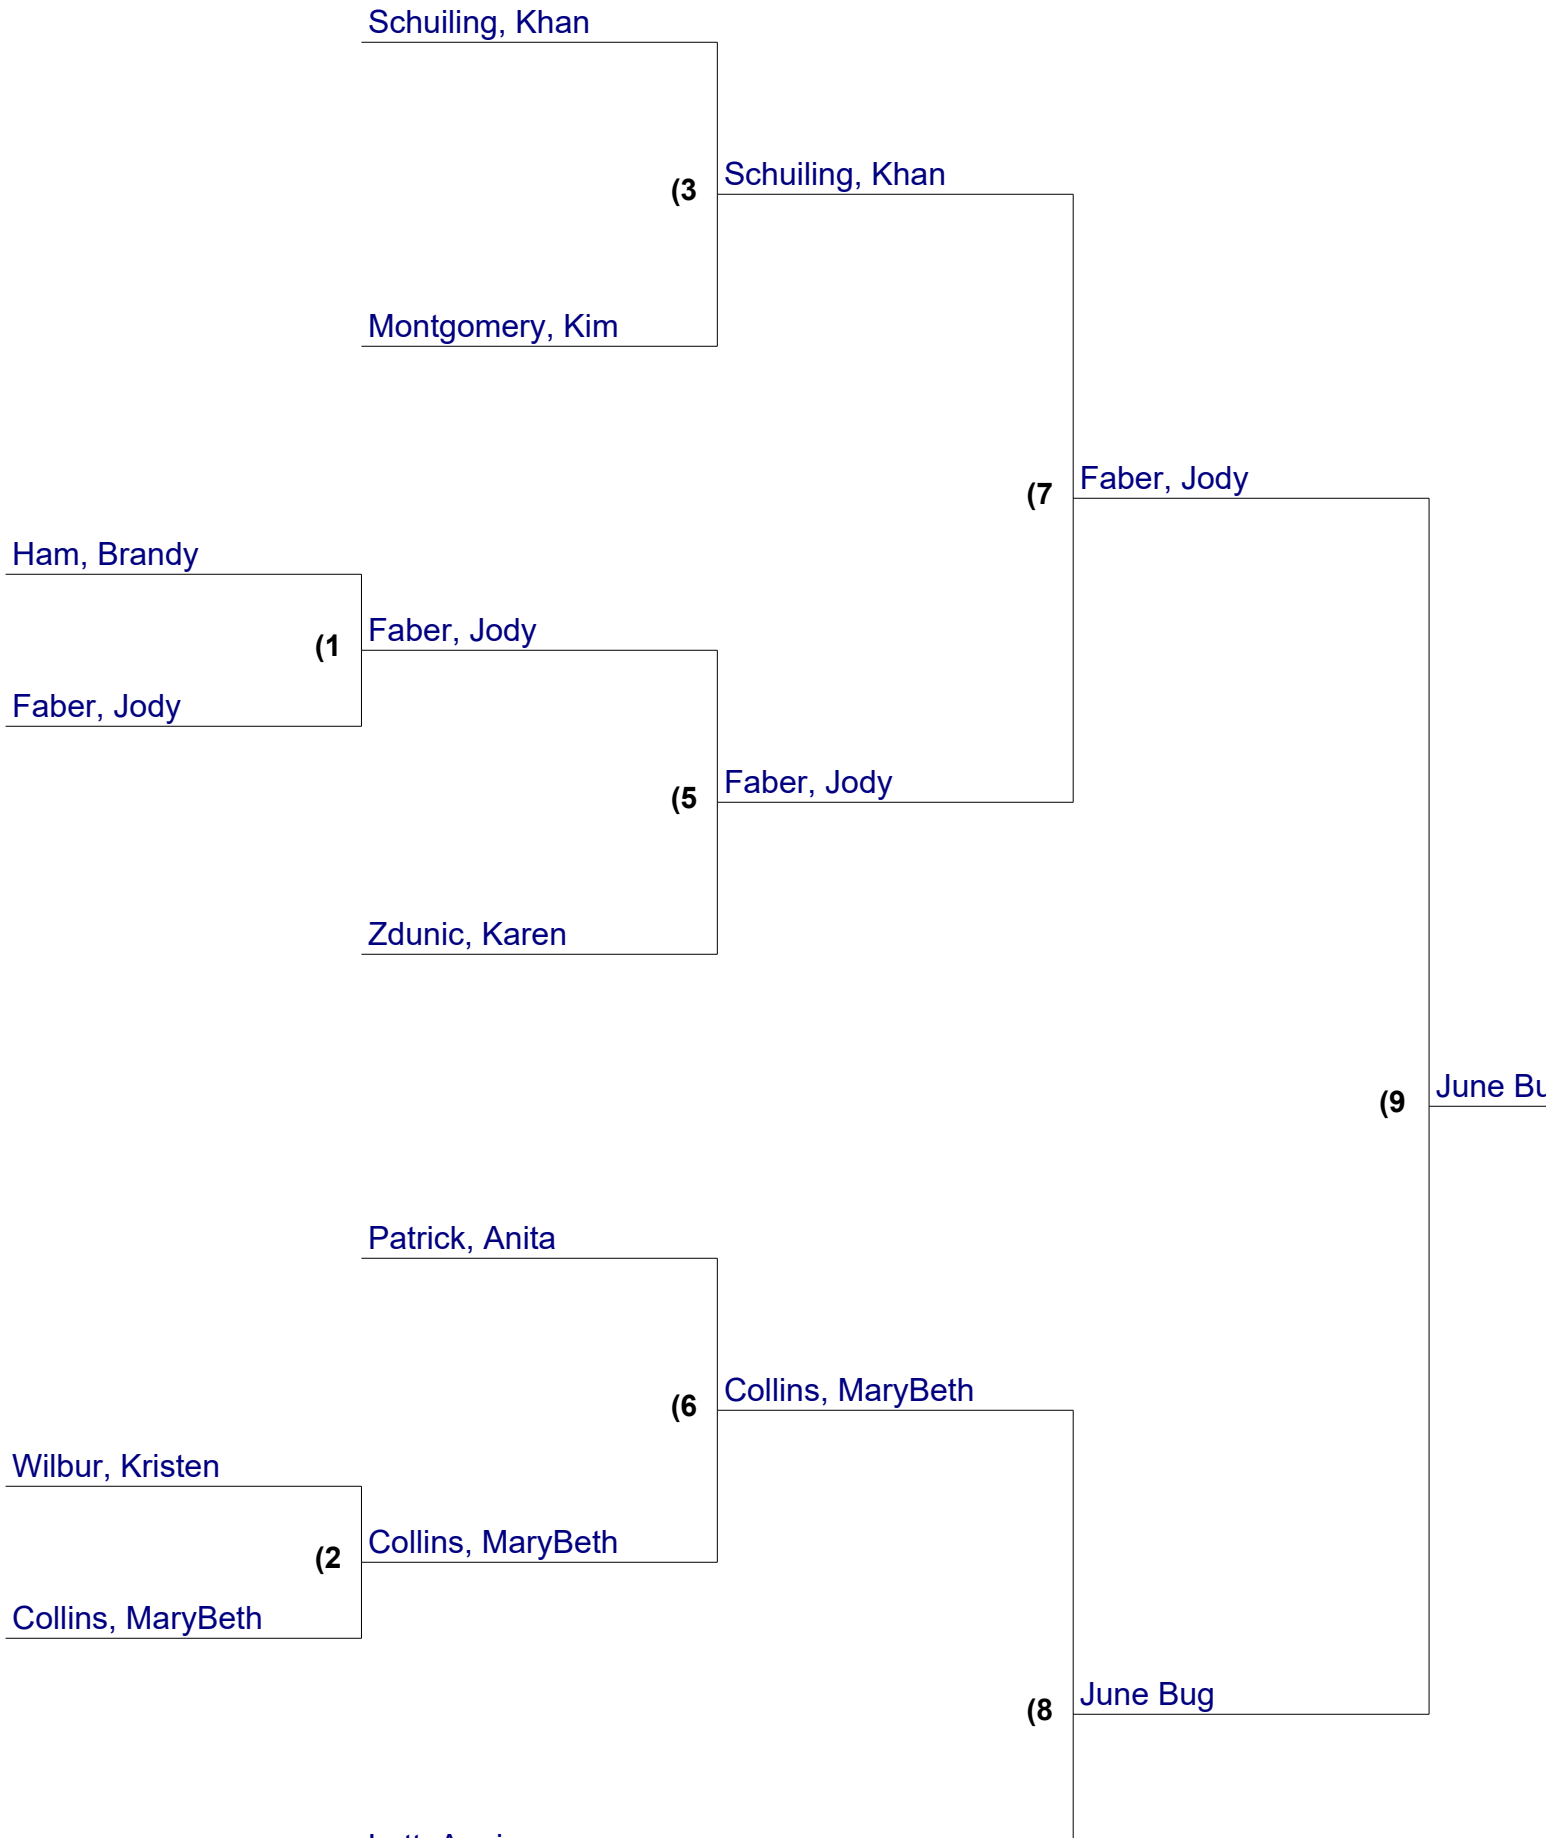 Schuiling, Khan
(3
Schuiling, Khan
Montgomery, Kim
(7
Faber, Jody
Ham, Brandy
(1
Faber, Jody
Faber, Jody
(5
Faber, Jody
Zdunic, Karen
(9
June Bu
Patrick, Anita
(6
Collins, MaryBeth
Wilbur, Kristen
(2
Collins, MaryBeth
Collins, MaryBeth
(8
June Bug